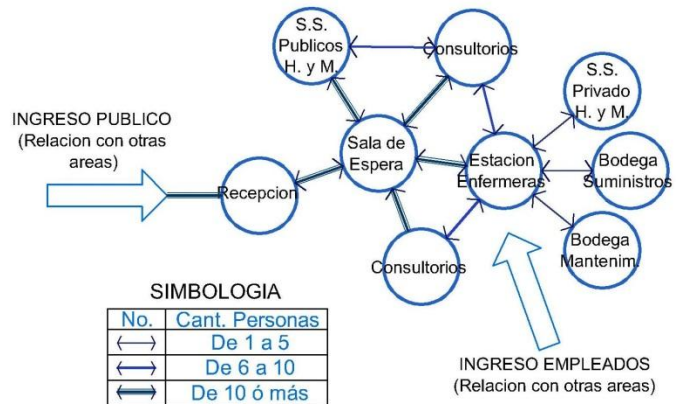 S.S.
Publicos
H. y M.
Consultorios
S.S.
Privado
H. y M.
INGRESO PUBLICO
(Relacion con otras
areas)
Sala de
Espera
Estacion
Enfermeras
Bodega
Suministros
Recepcion
Bodega
Mantenim.
Consultorios
SIMBOLOGIA
No. Cant. Personas
De 1 a 5
De 6 a 10
De 10 ó más
INGRESO EMPLEADOS
(Relacion con otras areas)